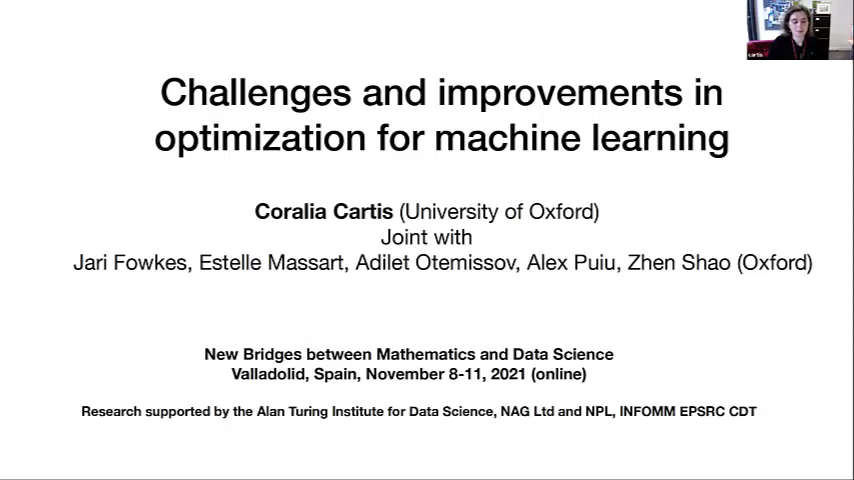 cartis
Challenges and improvements in
optimization for machine learning
Coralia Cartis (University of Oxford)
Joint with
Jari Fowkes, Estelle Massart, Adilet Otemissov, Alex Puiu, Zhen Shao (Oxford)
New Bridges between Mathematics and Data Science
Valladolid, Spain, November 8-11, 2021 (online)
Research supported by the Alan Turing Institute for Data Science, NAG Ltd and NPL, INFOMM EPSRC CDT